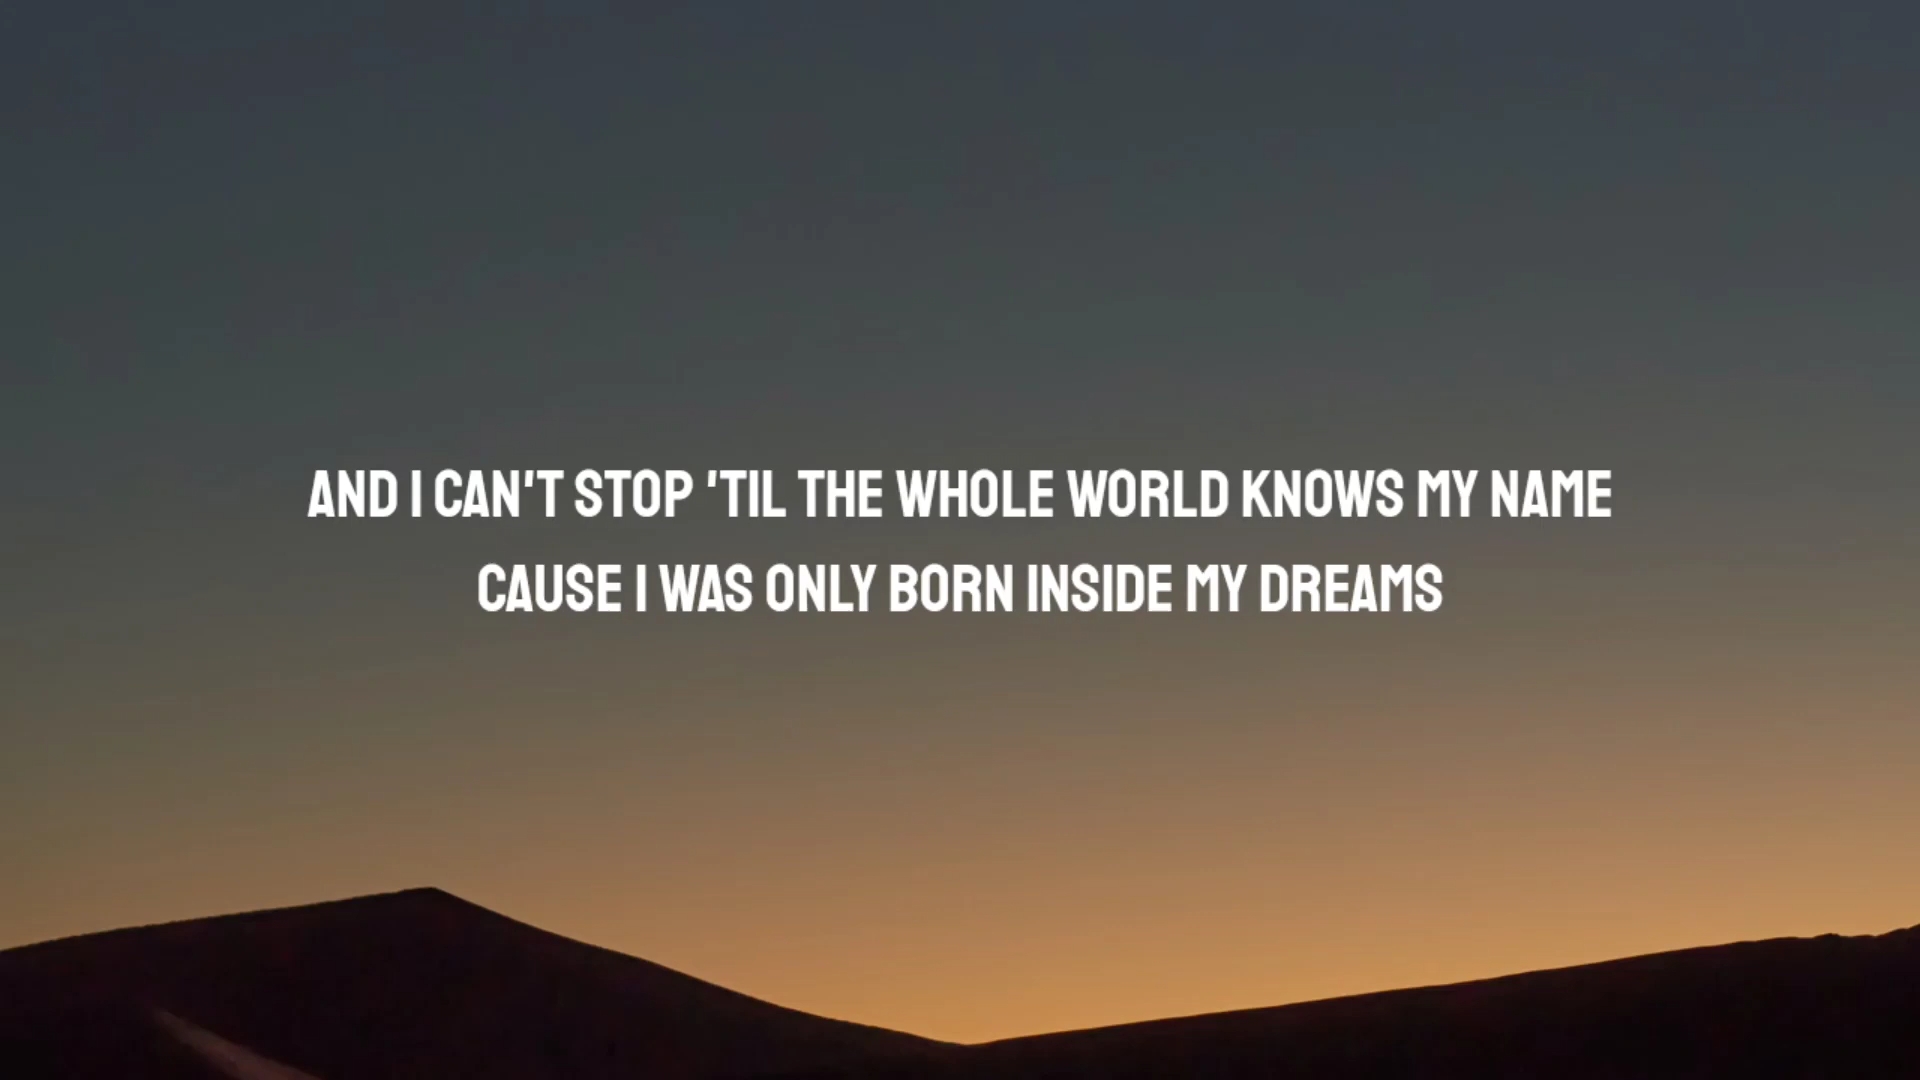 AND I CAN'T STOP 'TIL THE WHOLE WORLD KNOWS MY NAME
CAUSE I WAS ONLY BORN INSIDE MY DREAMS